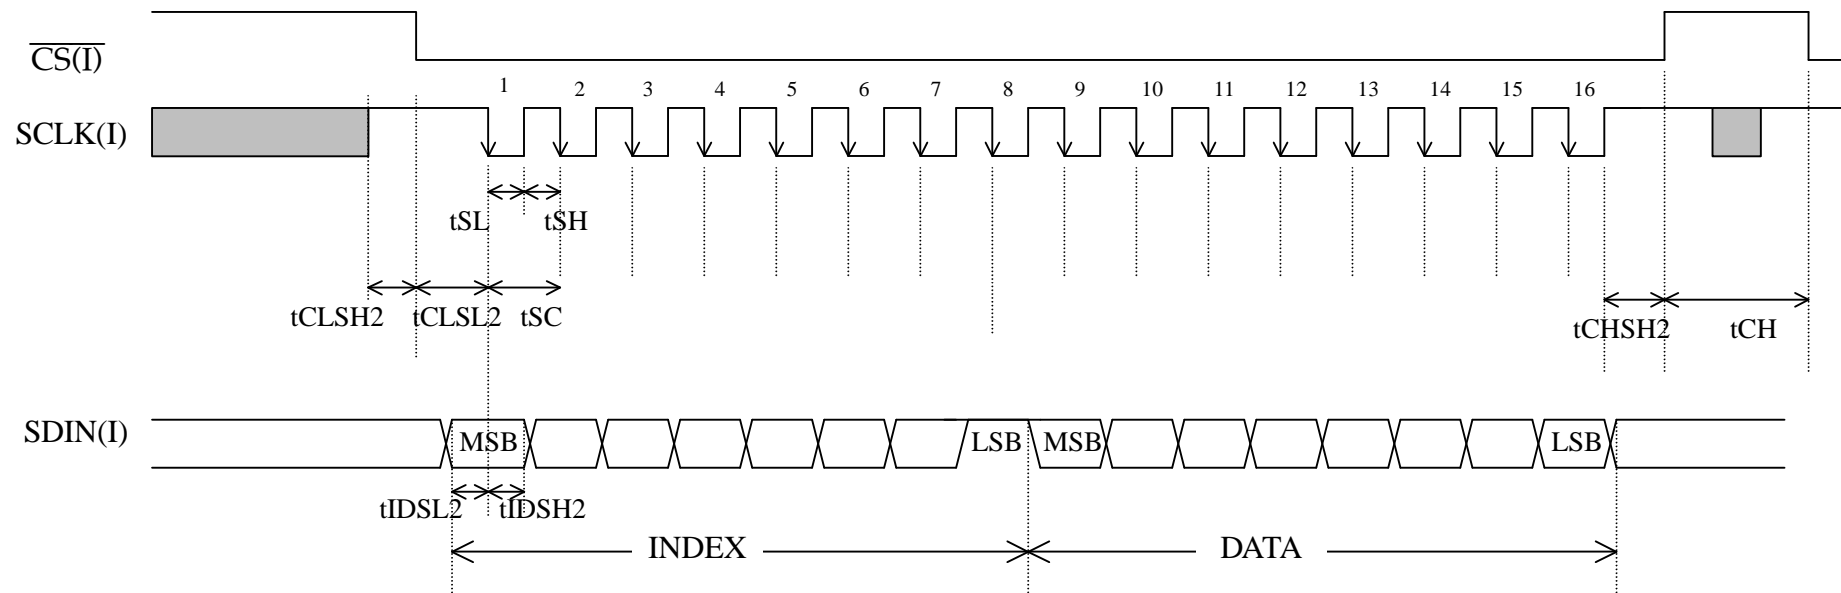 CS(I)
1 2 3 4 5 6 7 8 9 10 11 12 13 14 15 16
SCLK(I)
tSL tSH
tCLSH2 tCLSL2 tSC tCHSH2 tCH
SDIN(I) MSB LSB MSB LSB
tIDSL2 tIDSH2
INDEX DATA